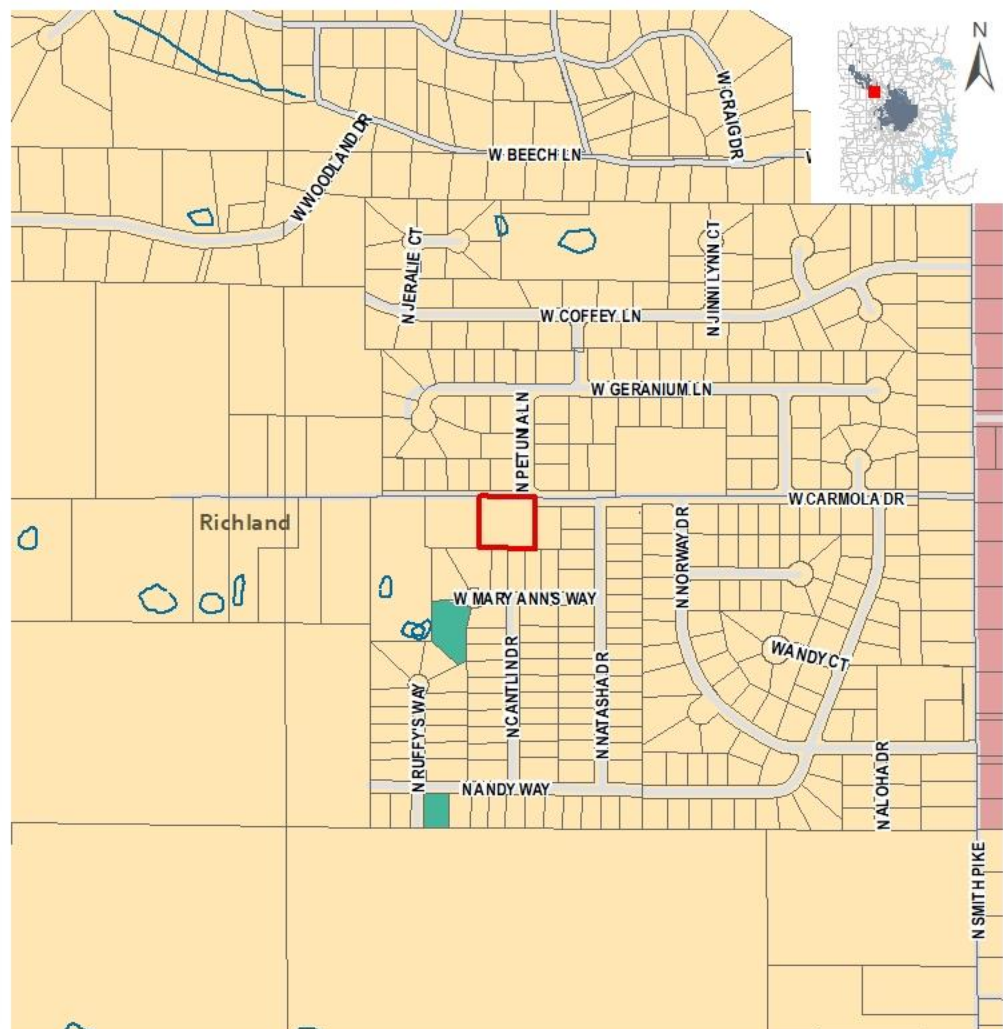 N
W CRAIG DR
W BEECH LN
W
W WOODLAND DR
N JERALIE CT
N JINNI LYNN CT
W COFFEY LN
W GERANIUM LN
N PETUNIA LN
W CARMOLA DR
Richland
N NORWAY DR
W MARY ANN'S WAY
W ANDY CT
N CANTLIN DR
N NATASHA DR
N RUFFY'S WAY
N ANDY WAY
N ALOHA DR
N SMITH PIKE